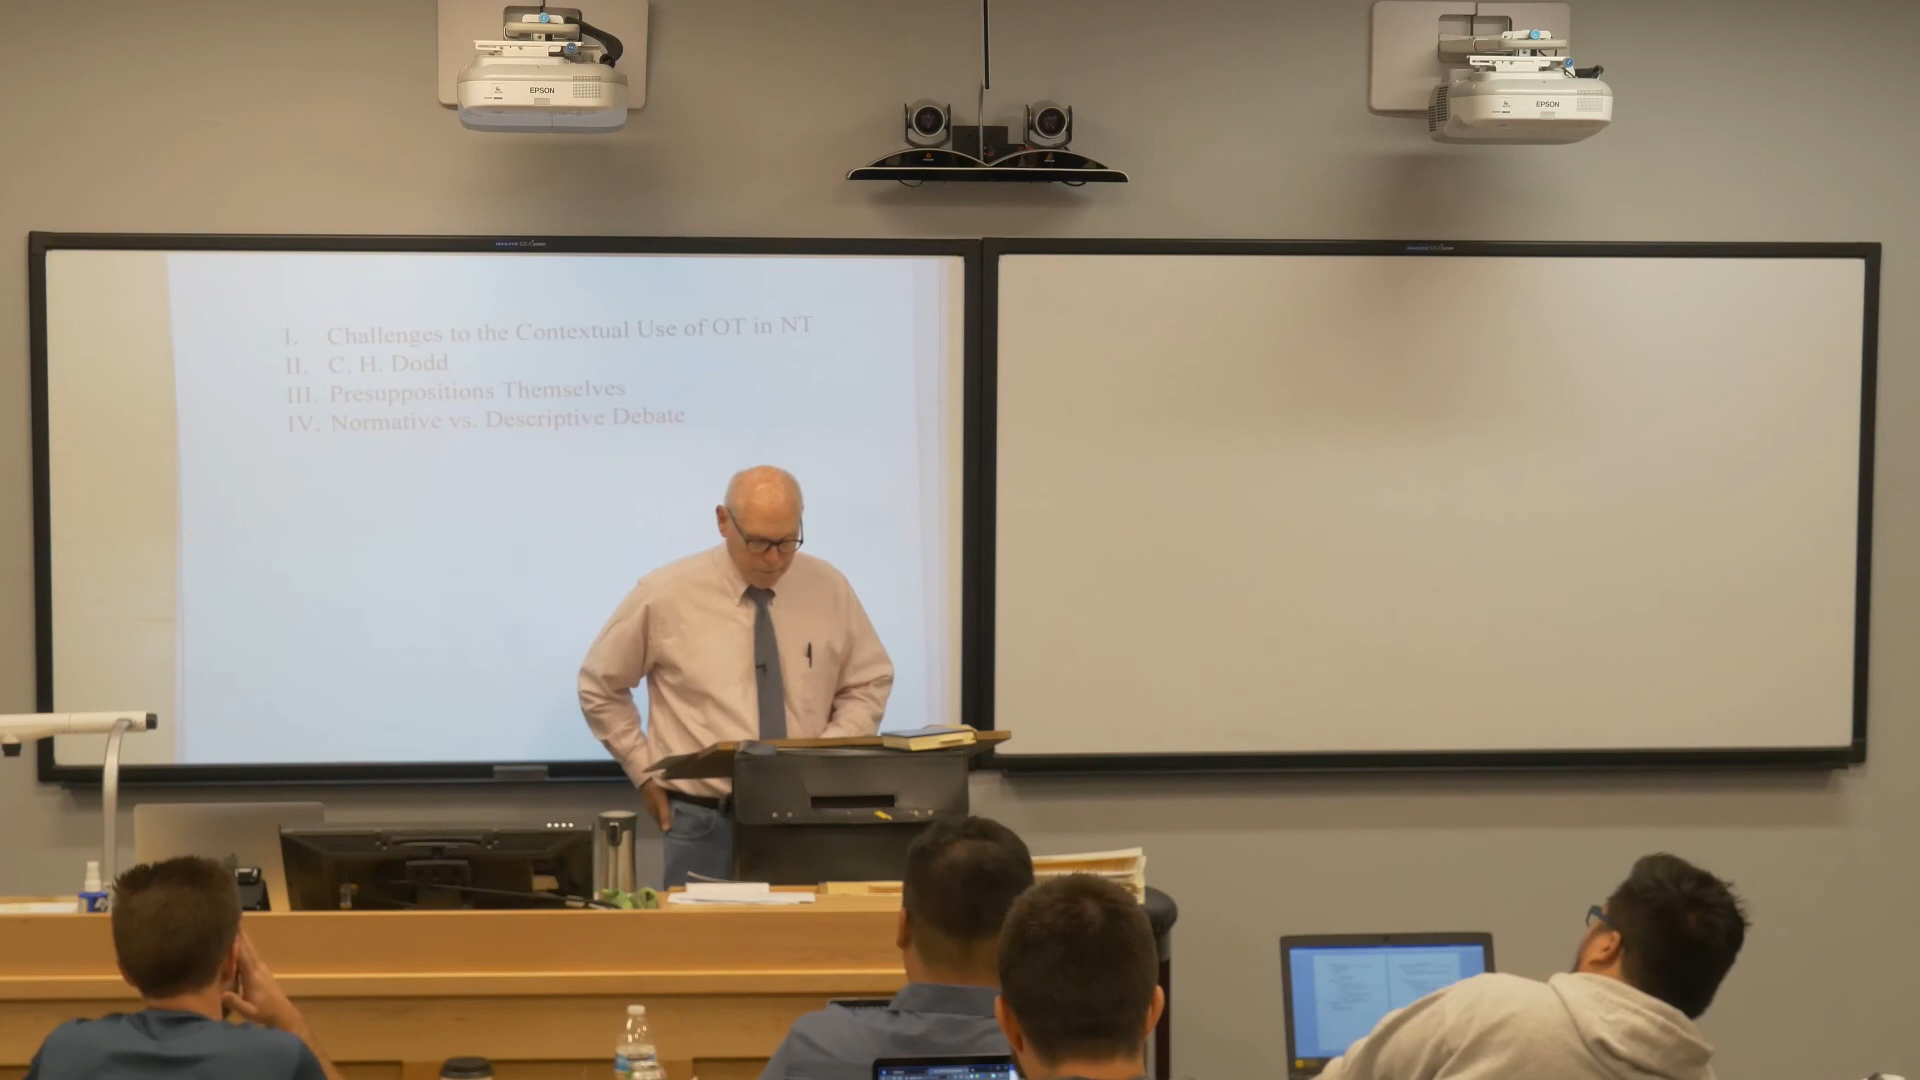 EPSON
EPSON
I. Challenges to the Contextual Use of OT in NT
II. C. H. Dodd
III. Presuppositions Themselves
IV. Normative vs. Descriptive Debate